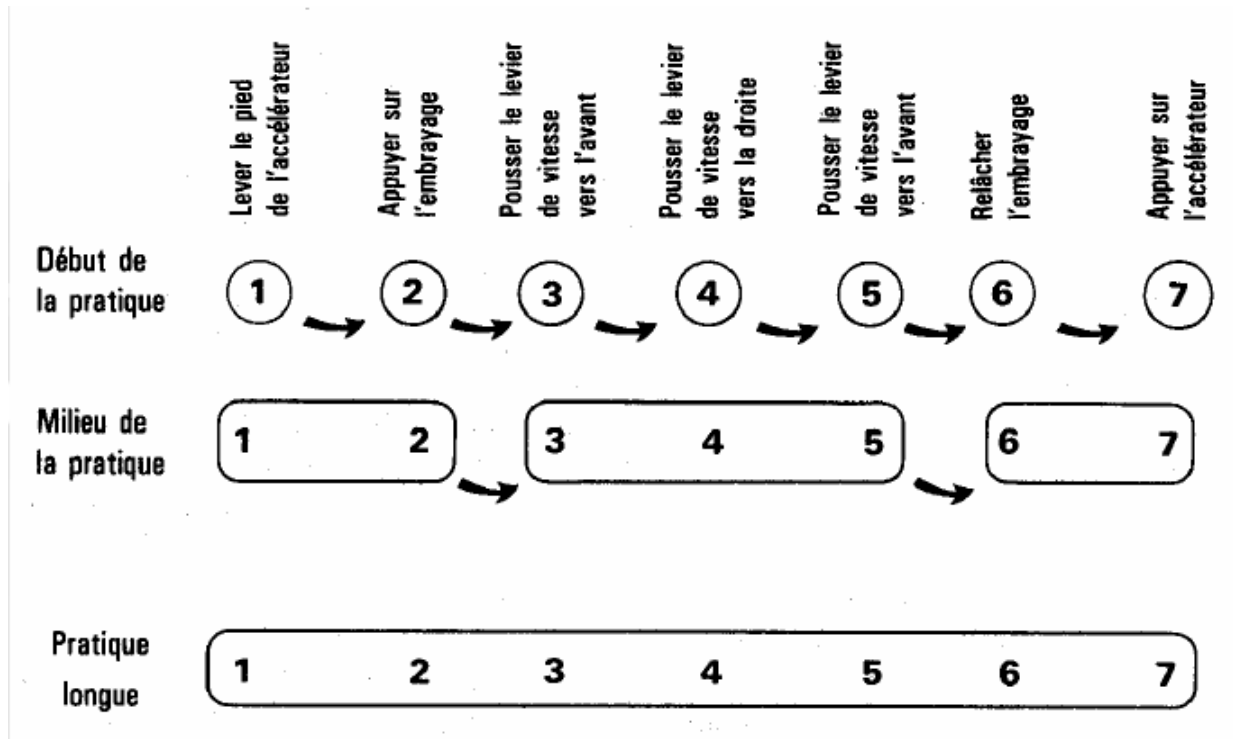 Lever le pied
de l'accélérateur
Appuyer sur
l'embrayage
Pousser le levier
de vitesse
vers l'avant
Pousser le levier
de vitesse
vers la droite
Pousser le levier
de vitesse
vers l'avant
Relâcher
l'embrayage
Appuyer sur
l'accélérateur
Début de
la pratique
1 2 3 4 5 6 7
Milieu de
la pratique
1 2 3 4 5 6 7
Pratique
longue
1 2 3 4 5 6 7